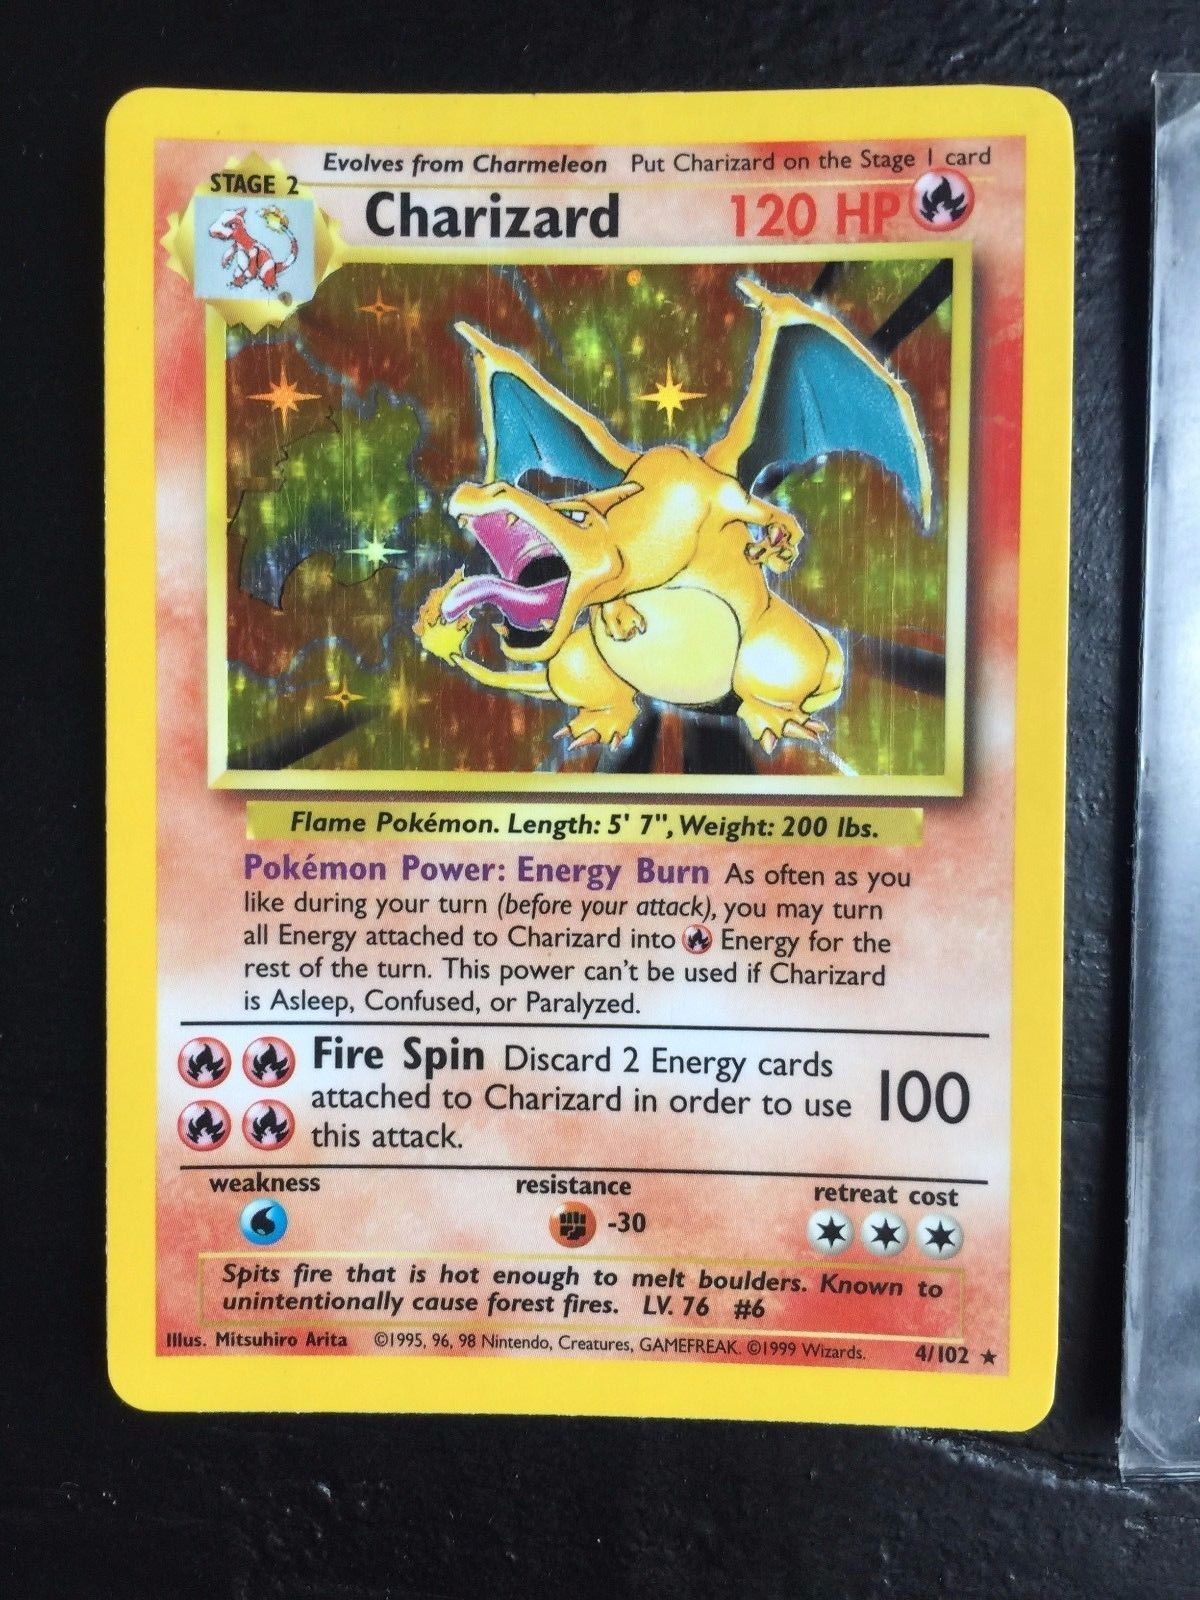 Evolves from Charmeleon Put Charizard on the Stage 1 card
STAGE 2
Charizard 120 HP
Flame Pokémon. Length: 5' 7", Weight: 200 lbs.
Pokémon Power: Energy Burn As often as you
like during your turn (before your attack), you may turn
all Energy attached to Charizard into Energy for the
rest of the turn. This power can't be used if Charizard
is Asleep, Confused, or Paralyzed.
Fire Spin Discard 2 Energy cards
attached to Charizard in order to use 100
this attack.
weakness resistance retreat cost
-30
Spits fire that is hot enough to melt boulders. Known to
unintentionally cause forest fires. LV. 76 #6
Illus. Mitsuhiro Arita ©1995, 96, 98 Nintendo, Creatures, GAMEFREAK. ©1999 Wizards. 4/102 ★